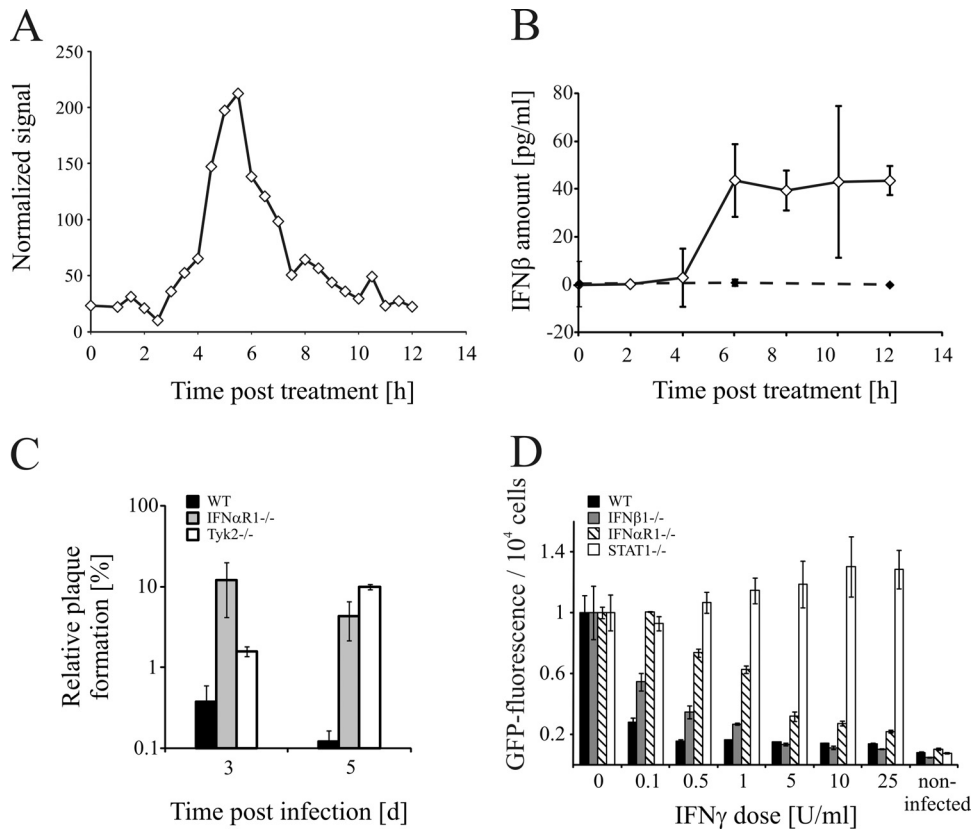 A
250
200
150
100
50
0
Normalized signal
0 2 4 6 8 10 12 14
Time post treatment [h]
B
80
60
40
20
0
-20
IFNβ amount [pg/ml]
0 2 4 6 8 10 12 14
Time post treatment [h]
C
WT
IFNαR1-/-
Tyk2-/-
100
10
1
0.1
Relative plaque
formation [%]
3 5
Time post infection [d]
D
WT
IFNβ1-/-
IFNαR1-/-
STAT1-/-
1.4
1
0.6
0.2
GFP-fluorescence / 10⁴ cells
0 0.1 0.5 1 5 10 25 non-
infected
IFNγ dose [U/ml]